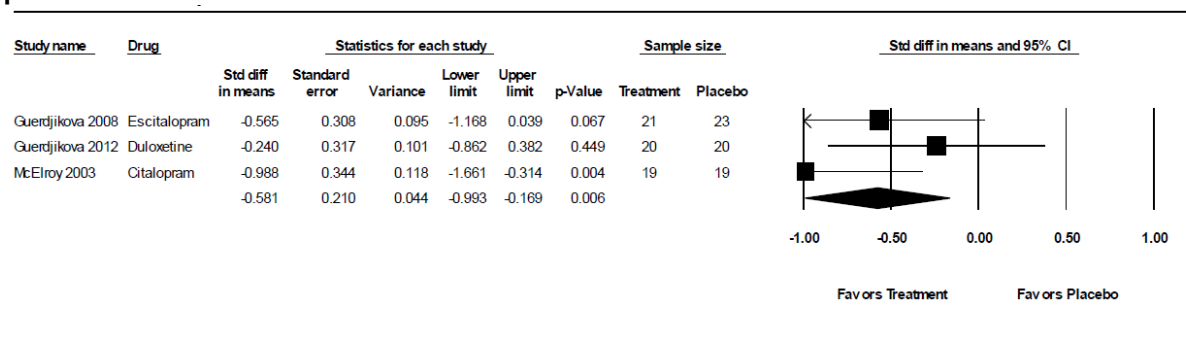 Study name Drug Statistics for each study Sample size Std diff in means and 95% CI
Std diff in means Standard error Variance Lower limit Upper limit p-Value Treatment Placebo
Guerdjikova 2008 Escitalopram -0.565 0.308 0.095 -1.168 0.039 0.067 21 23
Guerdjikova 2012 Duloxetine -0.240 0.317 0.101 -0.862 0.382 0.449 20 20
McElroy 2003 Citalopram -0.988 0.344 0.118 -1.661 -0.314 0.004 19 19
-0.581 0.210 0.044 -0.993 -0.169 0.006
-1.00 -0.50 0.00 0.50 1.00
Favors Treatment Favors Placebo